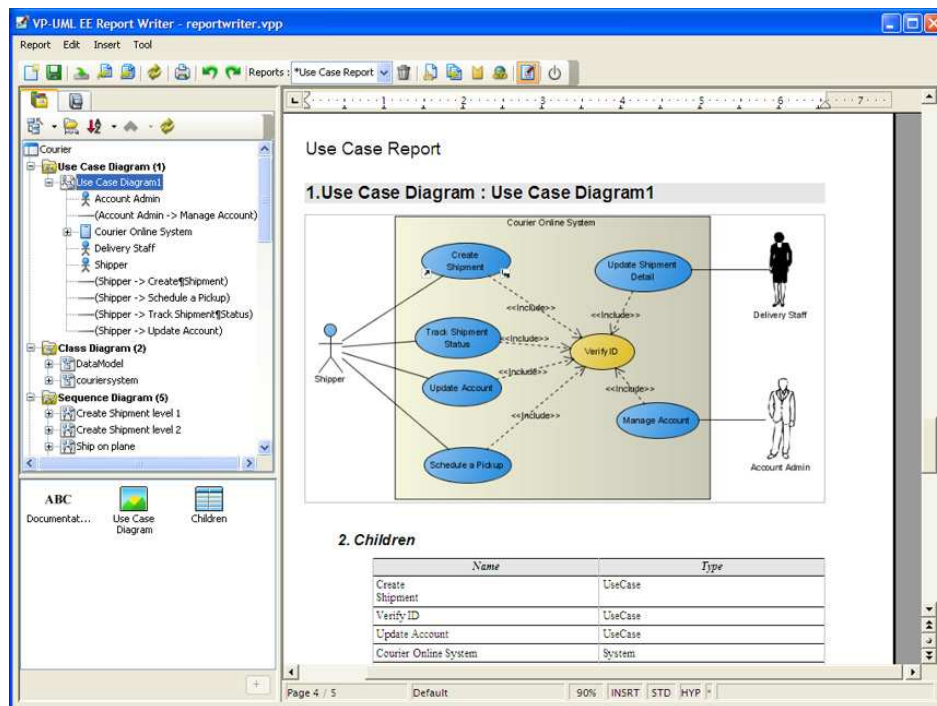 VP-UML EE Report Writer - reportwriter.vpp
Report Edit Insert Tool
Reports : *Use Case Report
Courier
Use Case Diagram (1)
Use Case Diagram1
Account Admin
(Account Admin -> Manage Account)
Courier Online System
Delivery Staff
Shipper
(Shipper -> Create¶Shipment)
(Shipper -> Schedule a Pickup)
(Shipper -> Track Shipment¶Status)
(Shipper -> Update Account)
Class Diagram (2)
DataModel
couriersystem
Sequence Diagram (5)
Create Shipment level 1
Create Shipment level 2
Ship on plane
ABC
Documentat...
Use Case
Diagram
Children
1 2 3 4 5 6 7
Use Case Report
1.Use Case Diagram : Use Case Diagram1
Courier Online System
Create
Shipment
Update Shipment
Detail
<<Include>>
<<Include>>
Delivery Staff
Track Shipment
Status
<<Include>>
Verify ID
Shipper
<<Include>>
Update Account
<<Include>>
<<Include>>
Manage Account
Schedule a Pickup
Account Admin
2. Children
Name Type
Create
Shipment
UseCase
Verify ID UseCase
Update Account UseCase
Courier Online System System
Page 4 / 5 Default 90% INSRT STD HYP *